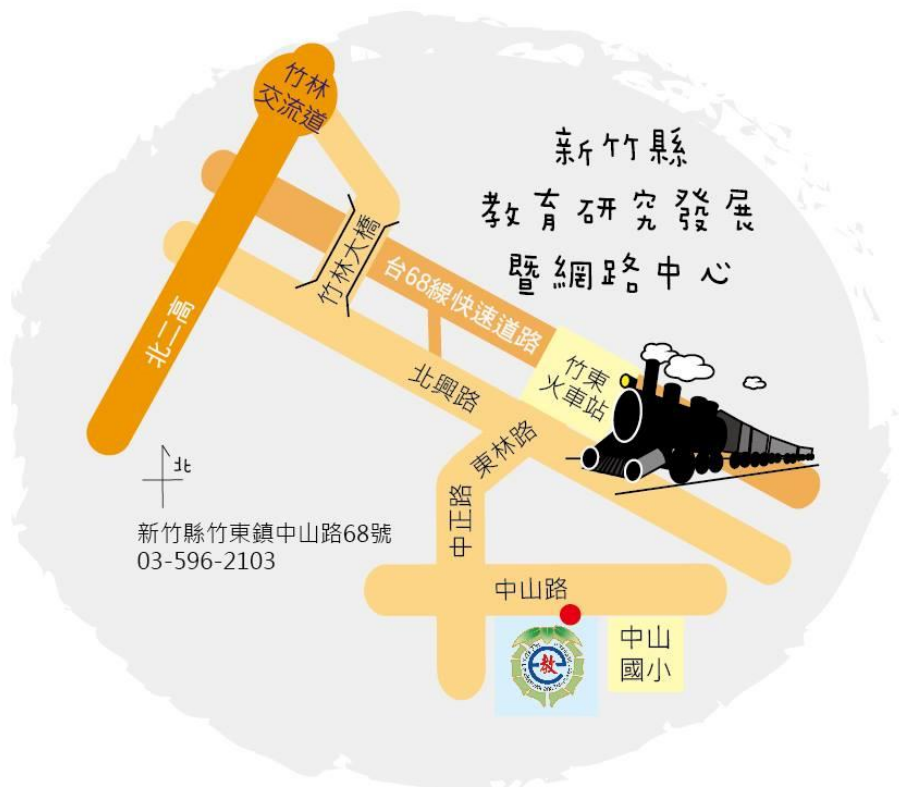 竹林
交流道
新竹縣
教育研究發展
暨網路中心
竹林大橋
台68線快速道路
北二高
竹東
火車站
北興路
東林路
北
中正路
新竹縣竹東鎮中山路68號
03-596-2103
中山路
教
中山
國小